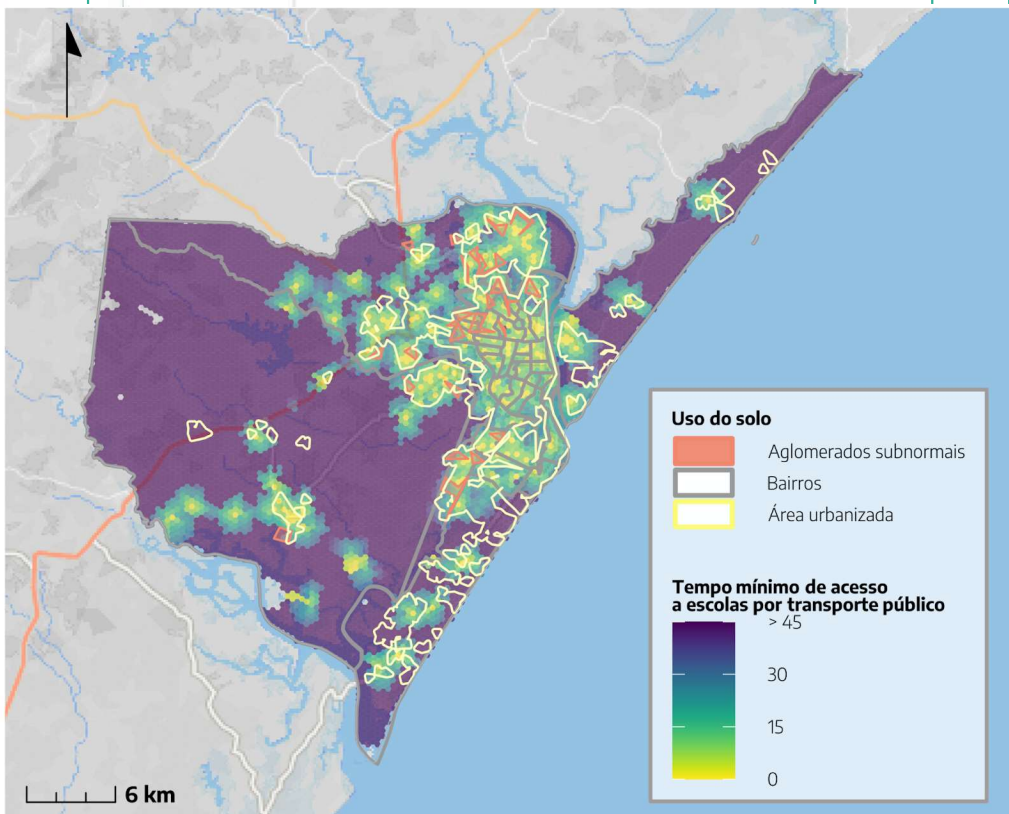 Uso do solo
Aglomerados subnormais
Bairros
Área urbanizada
Tempo mínimo de acesso
a escolas por transporte público
> 45
30
15
0
6 km